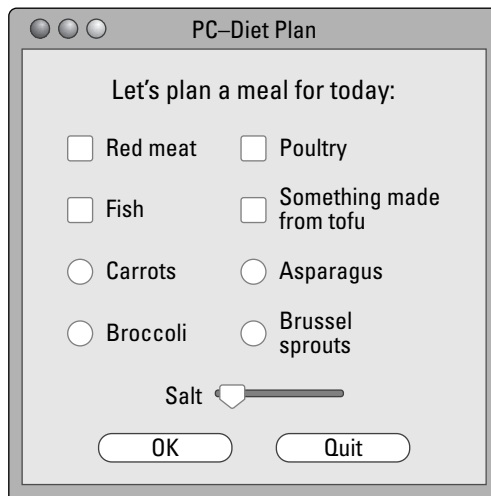 PC–Diet Plan
Let's plan a meal for today:
Red meat
Poultry
Fish
Something made
from tofu
Carrots
Asparagus
Broccoli
Brussel
sprouts
Salt
OK
Quit